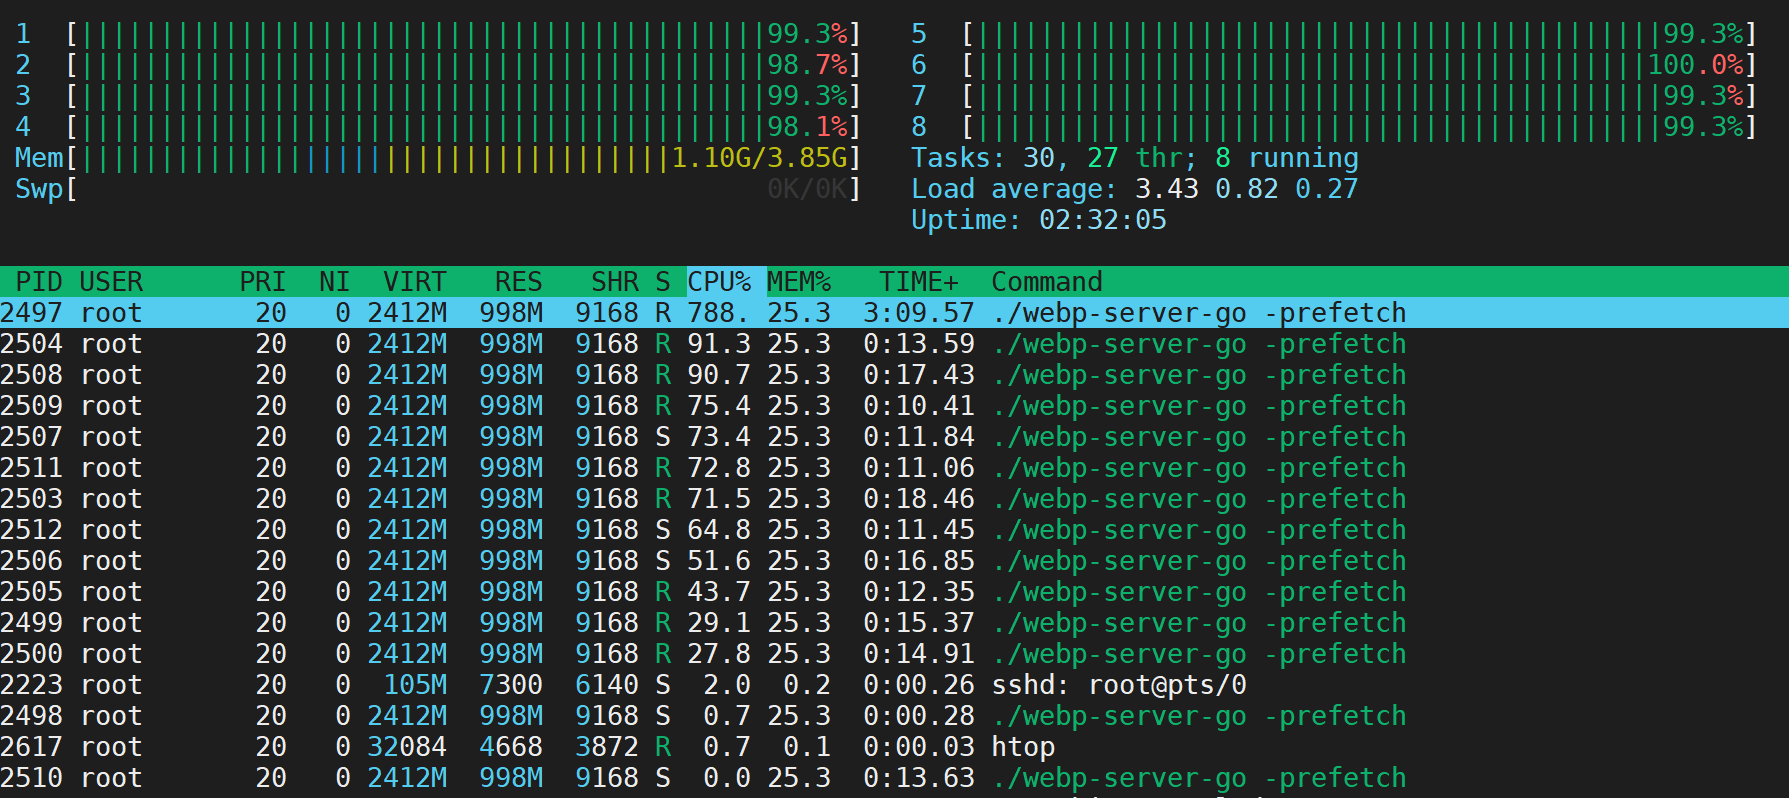 1 [||||||||||||||||||||||||||||||||||||||||||||99.3%] 5 [||||||||||||||||||||||||||||||||||||||||||||99.3%]
2 [||||||||||||||||||||||||||||||||||||||||||||98.7%] 6 [|||||||||||||||||||||||||||||||||||||||||||100.0%]
3 [||||||||||||||||||||||||||||||||||||||||||||99.3%] 7 [||||||||||||||||||||||||||||||||||||||||||||99.3%]
4 [||||||||||||||||||||||||||||||||||||||||||||98.1%] 8 [||||||||||||||||||||||||||||||||||||||||||||99.3%]
Mem[||||||||||||||||||||||||||||||||||||||1.10G/3.85G] Tasks: 30, 27 thr; 8 running
Swp[ 0K/0K] Load average: 3.43 0.82 0.27
Uptime: 02:32:05
PID USER PRI NI VIRT RES SHR S CPU% MEM% TIME+ Command
2497 root 20 0 2412M 998M 9168 R 788. 25.3 3:09.57 ./webp-server-go -prefetch
2504 root 20 0 2412M 998M 9168 R 91.3 25.3 0:13.59 ./webp-server-go -prefetch
2508 root 20 0 2412M 998M 9168 R 90.7 25.3 0:17.43 ./webp-server-go -prefetch
2509 root 20 0 2412M 998M 9168 R 75.4 25.3 0:10.41 ./webp-server-go -prefetch
2507 root 20 0 2412M 998M 9168 S 73.4 25.3 0:11.84 ./webp-server-go -prefetch
2511 root 20 0 2412M 998M 9168 R 72.8 25.3 0:11.06 ./webp-server-go -prefetch
2503 root 20 0 2412M 998M 9168 R 71.5 25.3 0:18.46 ./webp-server-go -prefetch
2512 root 20 0 2412M 998M 9168 S 64.8 25.3 0:11.45 ./webp-server-go -prefetch
2506 root 20 0 2412M 998M 9168 S 51.6 25.3 0:16.85 ./webp-server-go -prefetch
2505 root 20 0 2412M 998M 9168 R 43.7 25.3 0:12.35 ./webp-server-go -prefetch
2499 root 20 0 2412M 998M 9168 R 29.1 25.3 0:15.37 ./webp-server-go -prefetch
2500 root 20 0 2412M 998M 9168 R 27.8 25.3 0:14.91 ./webp-server-go -prefetch
2223 root 20 0 105M 7300 6140 S 2.0 0.2 0:00.26 sshd: root@pts/0
2498 root 20 0 2412M 998M 9168 S 0.7 25.3 0:00.28 ./webp-server-go -prefetch
2617 root 20 0 32084 4668 3872 R 0.7 0.1 0:00.03 htop
2510 root 20 0 2412M 998M 9168 S 0.0 25.3 0:13.63 ./webp-server-go -prefetch